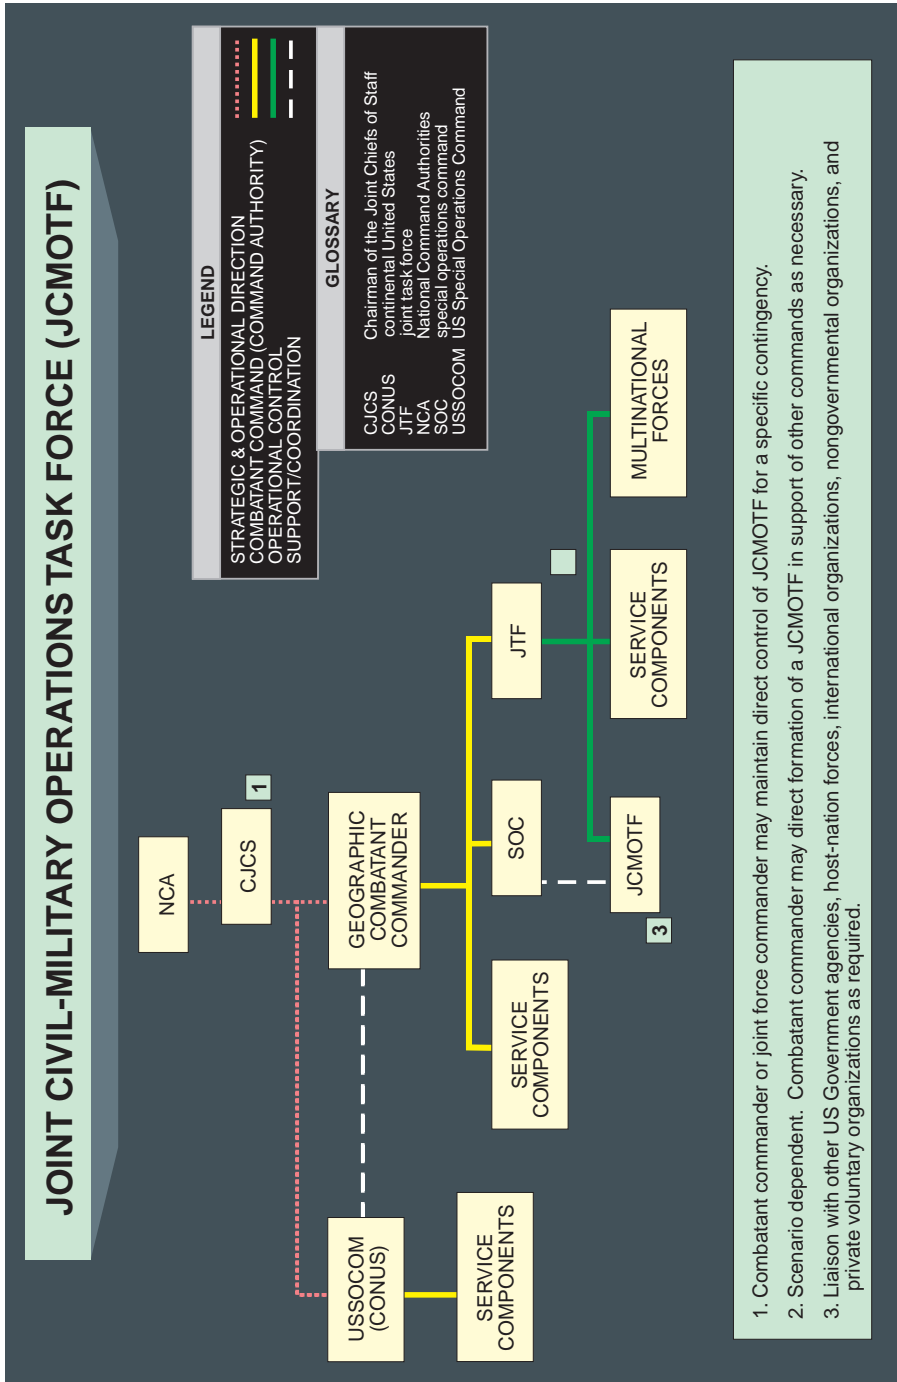 JOINT CIVIL-MILITARY OPERATIONS TASK FORCE (JCMOTF)
LEGEND
STRATEGIC & OPERATIONAL DIRECTION
COMBATANT COMMAND (COMMAND AUTHORITY)
OPERATIONAL CONTROL
SUPPORT/COORDINATION
GLOSSARY
CJCS Chairman of the Joint Chiefs of Staff
CONUS continental United States
JTF joint task force
NCA National Command Authorities
SOC special operations command
USSOCOM US Special Operations Command
NCA
CJCS
1
USSOCOM
(CONUS)
GEOGRAPHIC
COMBATANT
COMMANDER
SERVICE
COMPONENTS
SERVICE
COMPONENTS
SOC
JTF
3
JCMOTF
SERVICE
COMPONENTS
MULTINATIONAL
FORCES
1. Combatant commander or joint force commander may maintain direct control of JCMOTF for a specific contingency.
2. Scenario dependent. Combatant commander may direct formation of a JCMOTF in support of other commands as necessary.
3. Liaison with other US Government agencies, host-nation forces, international organizations, nongovernmental organizations, and
private voluntary organizations as required.